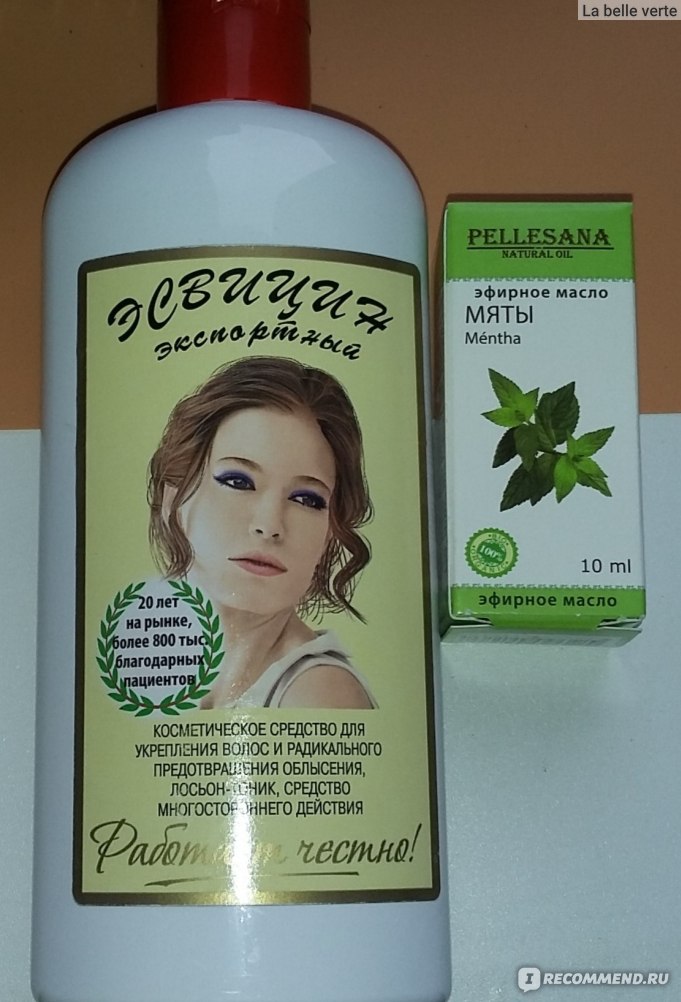 La belle verte
ЭСВИЦИН
экспортный
20 лет
на рынке,
более 800 тыс.
благодарных
пациентов
КОСМЕТИЧЕСКОЕ СРЕДСТВО ДЛЯ
УКРЕПЛЕНИЯ ВОЛОС И РАДИКАЛЬНОГО
ПРЕДОТВРАЩЕНИЯ ОБЛЫСЕНИЯ,
ЛОСЬОН-ТОНИК, СРЕДСТВО
МНОГОСТОРОННЕГО ДЕЙСТВИЯ
Работает честно!
PELLESANA
NATURAL OIL
эфирное масло
МЯТЫ
Méntha
100%
10 ml
эфирное масло
IRECOMMEND.RU